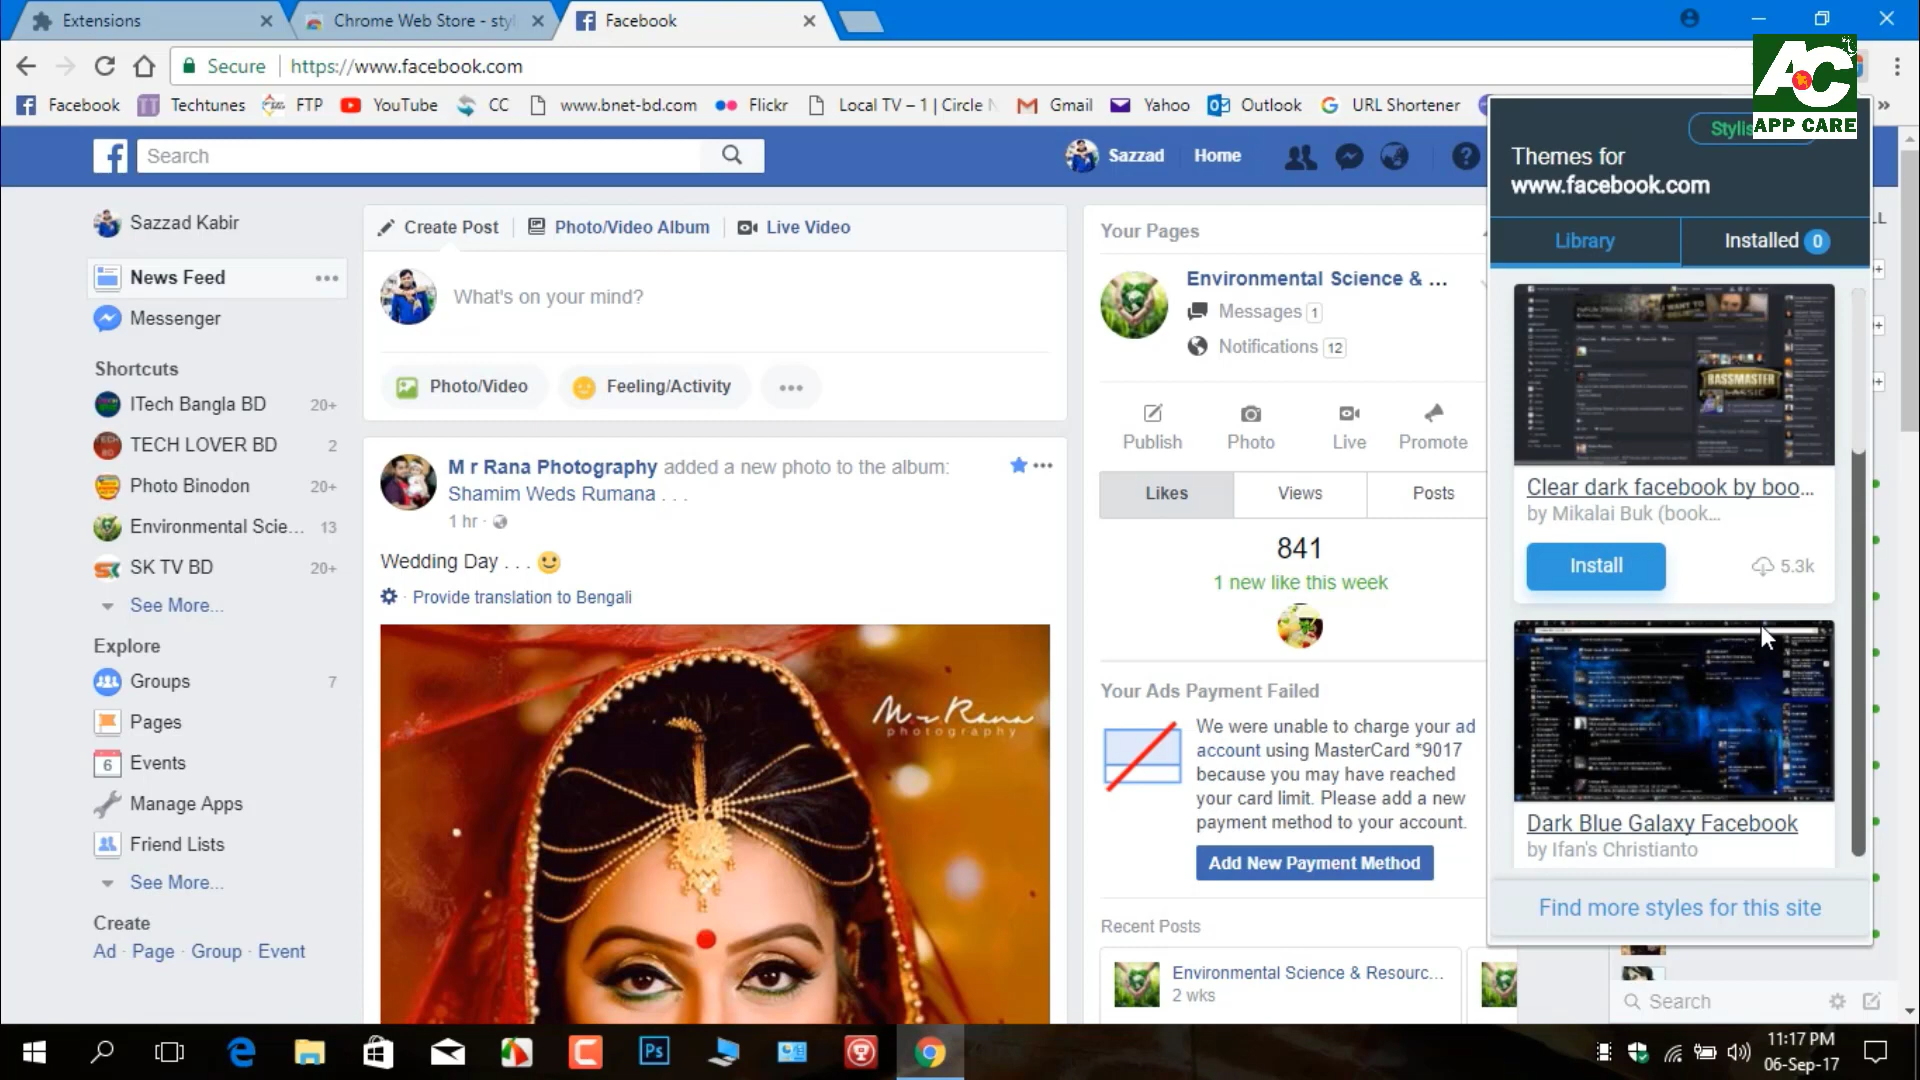 Extensions
Chrome Web Store - sty
Facebook
Secure
https://www.facebook.com
Facebook
Techtunes
FTP
YouTube
CC
www.bnet-bd.com
Flickr
Local TV – 1 | Circle
Gmail
Yahoo
Outlook
URL Shortener
»
AC
APP CARE
Search
Sazzad
Home
Stylis
Themes for
www.facebook.com
Library
Installed 0
Sazzad Kabir
News Feed
Messenger
Shortcuts
ITech Bangla BD 20+
TECH LOVER BD 2
Photo Binodon 20+
Environmental Scie... 13
SK TV BD 20+
See More...
Explore
Groups 7
Pages
6 Events
Manage Apps
Friend Lists
See More...
Create
Ad · Page · Group · Event
Create Post
Photo/Video Album
Live Video
What's on your mind?
Photo/Video
Feeling/Activity
M r Rana Photography added a new photo to the album:
Shamim Weds Rumana . . .
1 hr ·
Wedding Day . . .
· Provide translation to Bengali
M r Rana
photography
Your Pages
Environmental Science & ...
Messages 1
Notifications 12
Publish
Photo
Live
Promote
Likes
Views
Posts
841
1 new like this week
Your Ads Payment Failed
We were unable to charge your ad
account using MasterCard *9017
because you may have reached
your card limit. Please add a new
payment method to your account.
Add New Payment Method
Recent Posts
Environmental Science & Resourc...
2 wks
BASSMASTER
CLASSIC
Clear dark facebook by boo...
by Mikalai Buk (book...
Install
5.3k
Dark Blue Galaxy Facebook
by Ifan's Christianto
Find more styles for this site
Search
Ps
11:17 PM
06-Sep-17